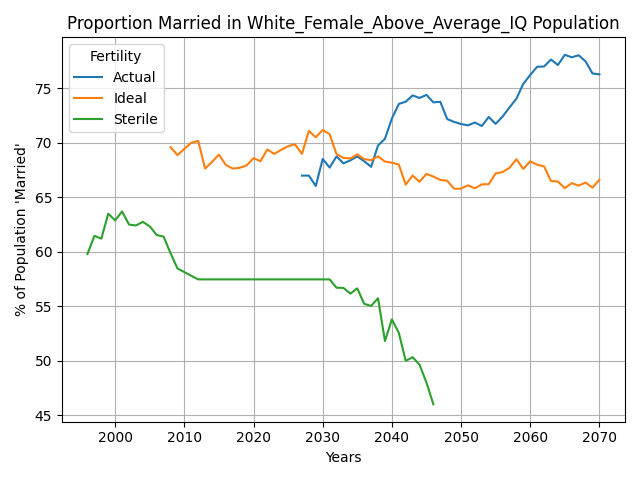 Proportion Married in White_Female_Above_Average_IQ Population
Fertility
Actual
Ideal
Sterile
% of Population 'Married'
75
70
65
60
55
50
45
2000
2010
2020
2030
2040
2050
2060
2070
Years